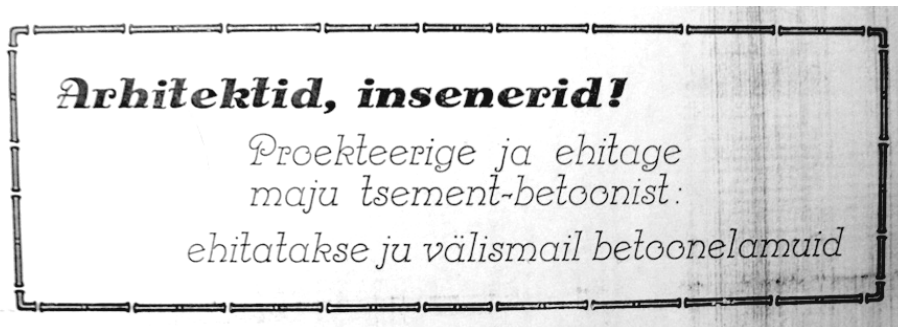 Arhitektid, insenerid!
Proekteerige ja ehitage
maju tsement-betoonist:
ehitatakse ju välismail betoonelamuid